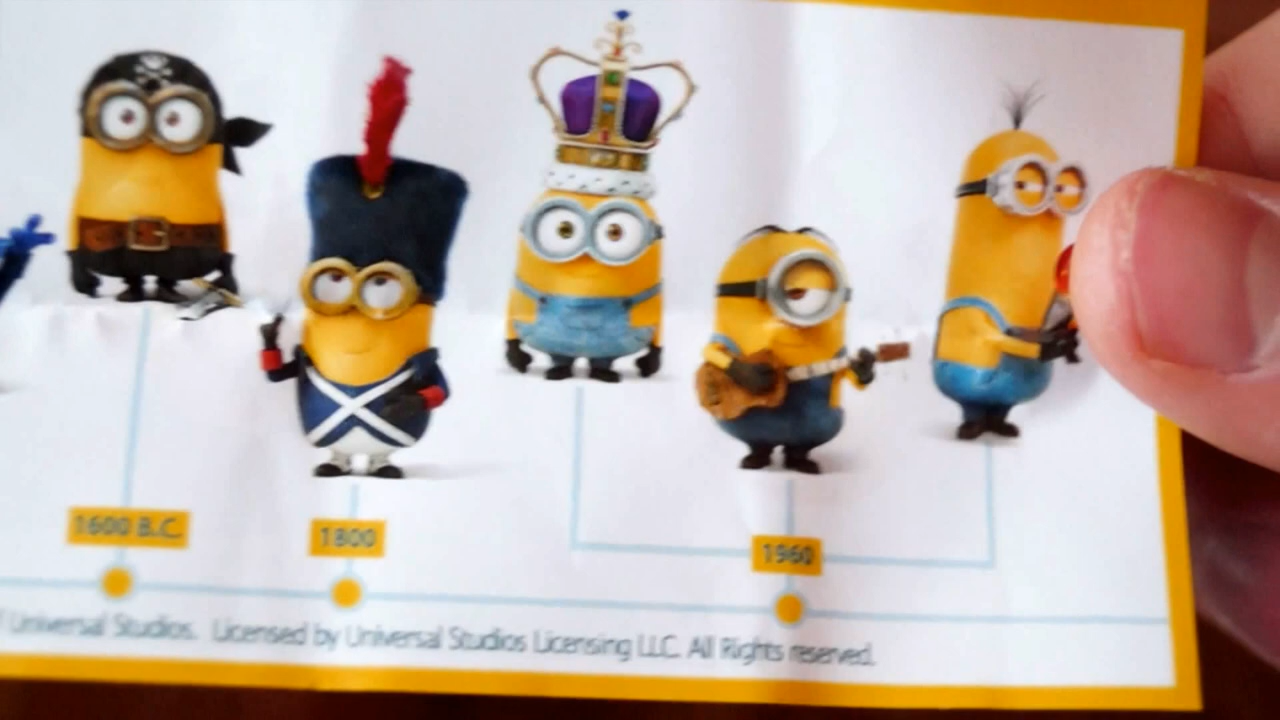 1600 B.C.
1800
1960
Universal Studios. Licensed by Universal Studios Licensing LLC. All Rights reserved.